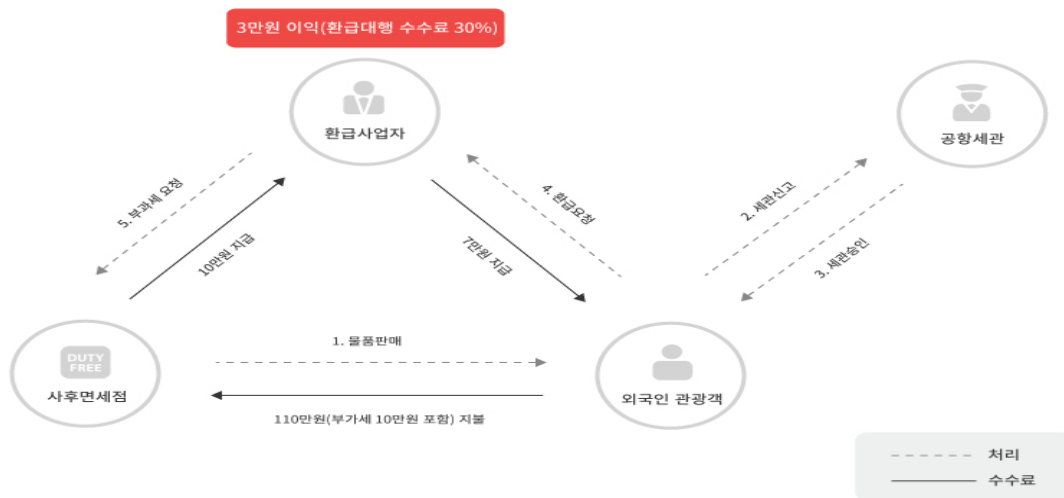 3만원 이익(환급대행 수수료 30%)
환급사업자
공항세관
5. 부과세 요청
10만원 지급
4. 환급요청
7만원 지급
2. 세관신고
3. 세관승인
1. 물품판매
DUTY
FREE
사후면세점
외국인 관광객
110만원(부가세 10만원 포함) 지불
처리
수수료